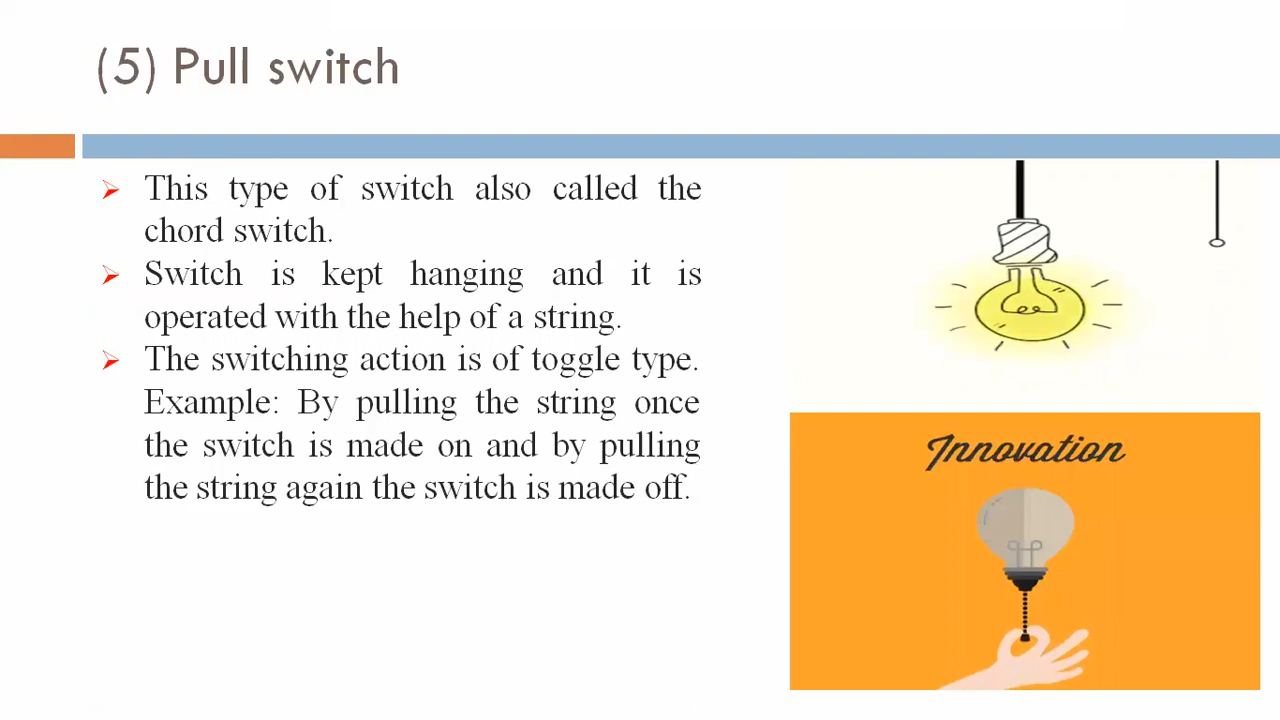 (5) Pull switch
This type of switch also called the
chord switch.
Switch is kept hanging and it is
operated with the help of a string.
The switching action is of toggle type.
Example: By pulling the string once
the switch is made on and by pulling
the string again the switch is made off.
Innovation